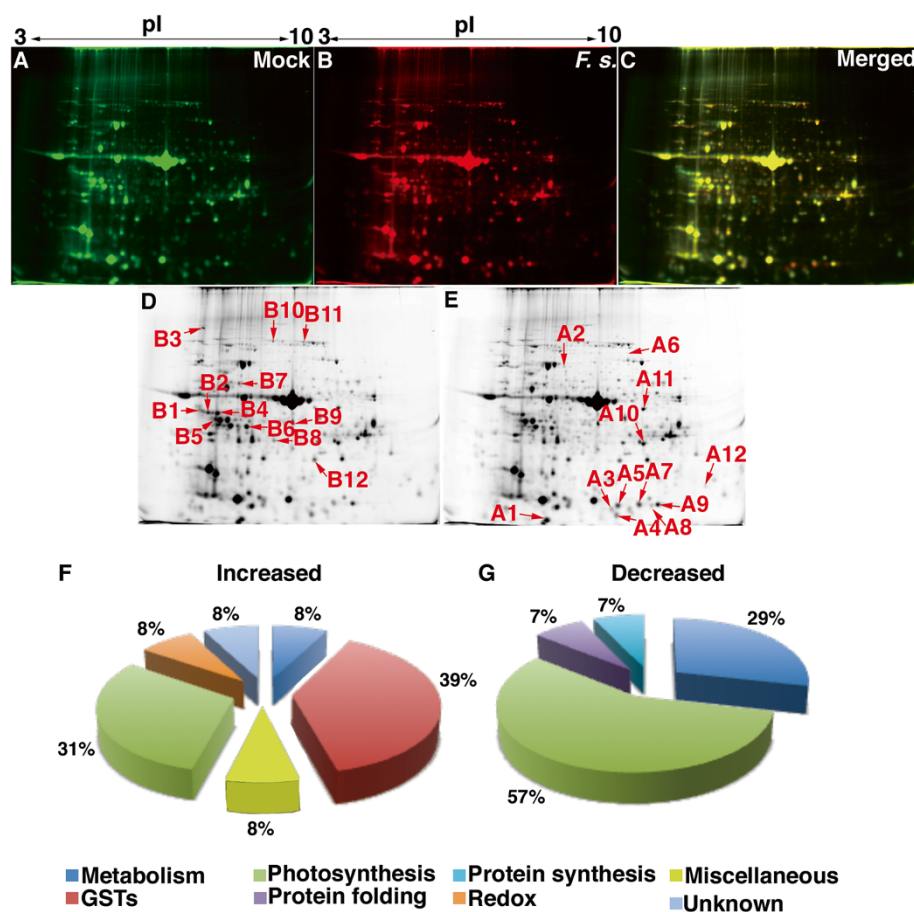 3 pI 10 3 pI 10
A Mock B F. s. C Merged
D B10 B11 E
B3 A2 A6
B2 B7 A11
B1 B4 B9 A10
B5 B6 B8
B12 A12
A3 A5 A7
A1 A4 A8 A9
F Increased G Decreased
8% 8% 7% 29%
8% 7%
39%
31%
57%
8%
Metabolism Photosynthesis Protein synthesis Miscellaneous
GSTs Protein folding Redox Unknown